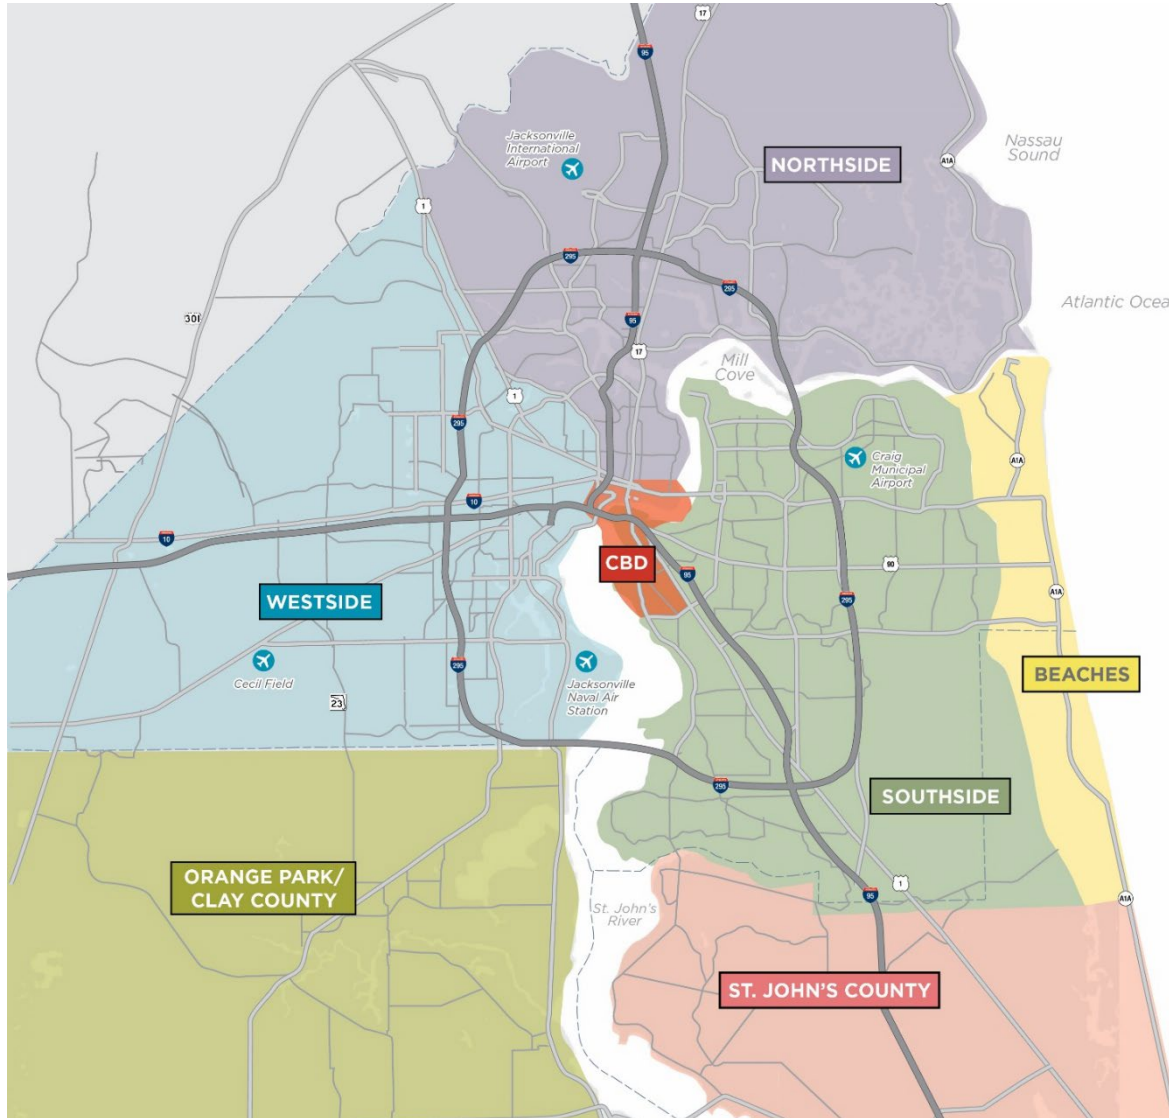 17
95
Jacksonville
International
Airport
NORTHSIDE
Nassau
Sound
A1A
1
295
295
Atlantic Ocea
301
95
17
Mill
Cove
1
295
A1A
Craig
Municipal
Airport
10
10
90
CBD
95
WESTSIDE
295
A1A
295
Cecil Field
Jacksonville
Naval Air
Station
BEACHES
23
295
SOUTHSIDE
ORANGE PARK/
CLAY COUNTY
1
95
A1A
St. John's
River
ST. JOHN'S COUNTY